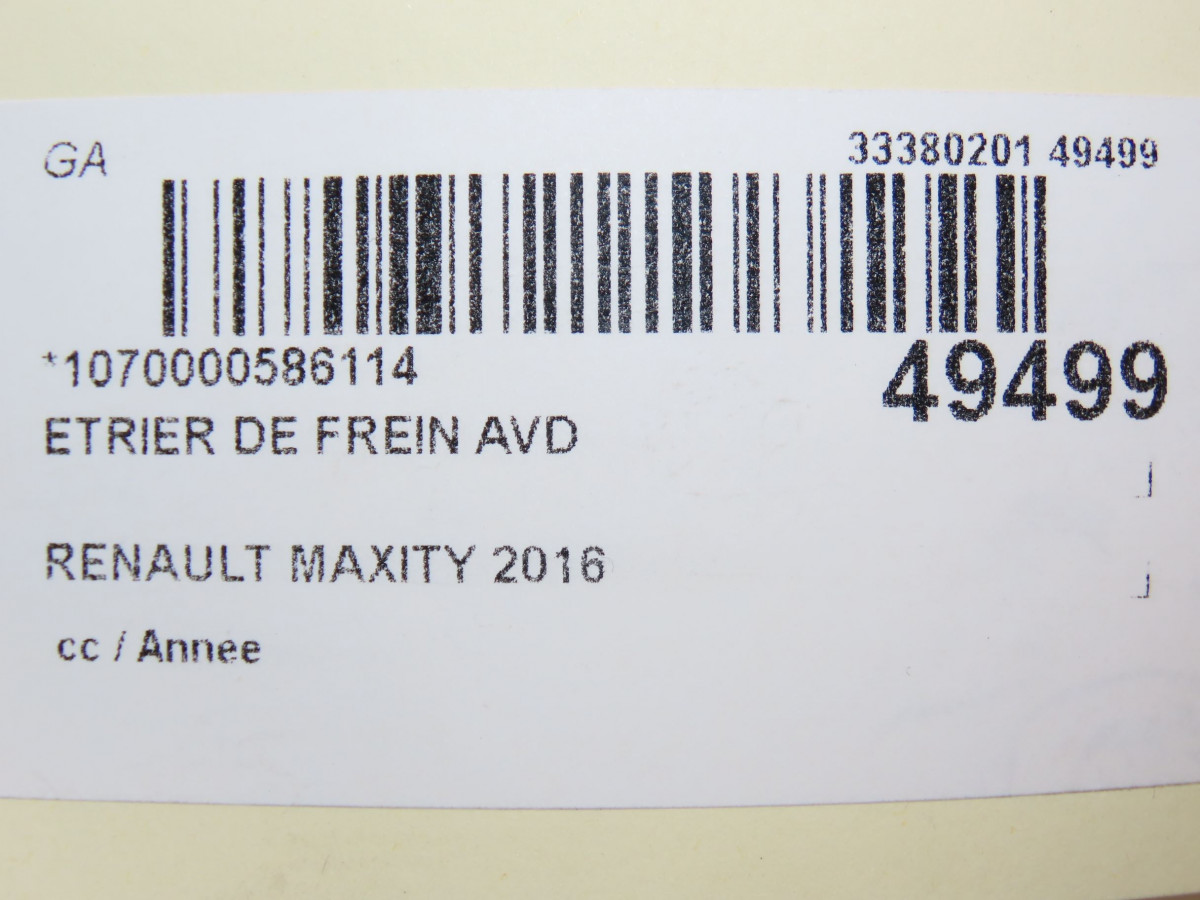 GA
33380201 49499
*1070000586114
49499
ETRIER DE FREIN AVD
RENAULT MAXITY 2016
cc / Annee